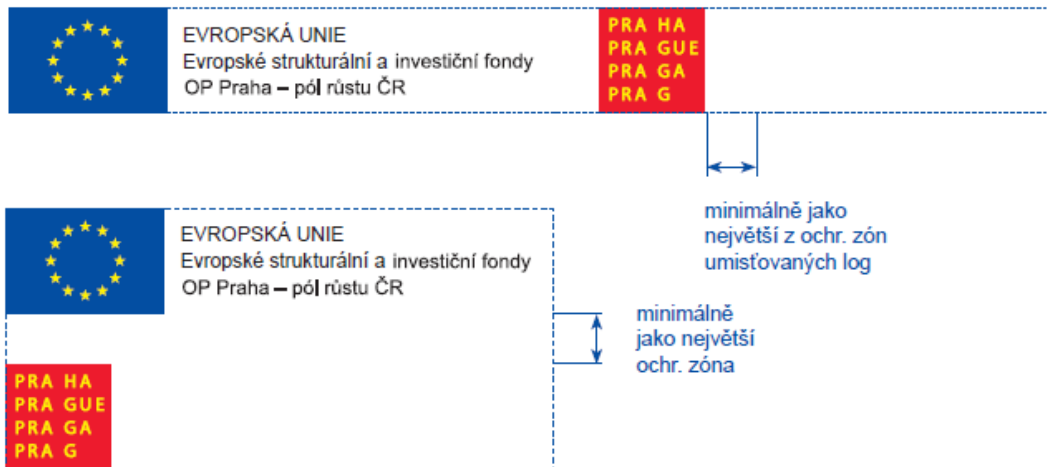 EVROPSKÁ UNIE
Evropské strukturální a investiční fondy
OP Praha – pól růstu ČR
PRA HA
PRA GUE
PRA GA
PRA G
minimálně jako
největší z ochr. zón
umisťovaných log
EVROPSKÁ UNIE
Evropské strukturální a investiční fondy
OP Praha – pól růstu ČR
minimálně
jako největší
ochr. zóna
PRA HA
PRA GUE
PRA GA
PRA G